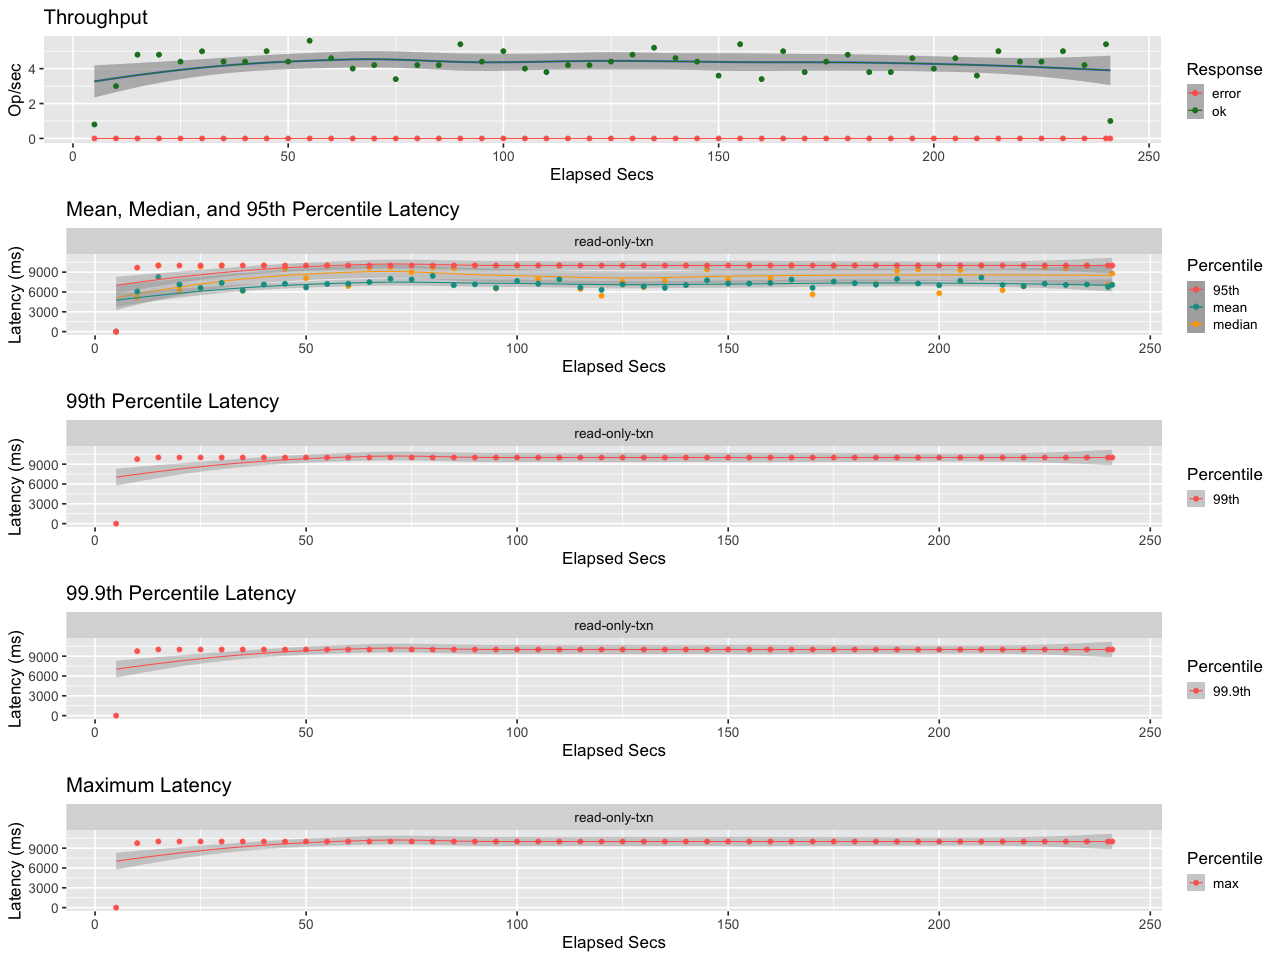 Throughput
Op/sec
4
2
0
0 50 100 150 200 250
Elapsed Secs
Response
error
ok
Mean, Median, and 95th Percentile Latency
read-only-txn
Latency (ms)
9000
6000
3000
0
0 50 100 150 200 250
Elapsed Secs
Percentile
95th
mean
median
99th Percentile Latency
read-only-txn
Latency (ms)
9000
6000
3000
0
0 50 100 150 200 250
Elapsed Secs
Percentile
99th
99.9th Percentile Latency
read-only-txn
Latency (ms)
9000
6000
3000
0
0 50 100 150 200 250
Elapsed Secs
Percentile
99.9th
Maximum Latency
read-only-txn
Latency (ms)
9000
6000
3000
0
0 50 100 150 200 250
Elapsed Secs
Percentile
max